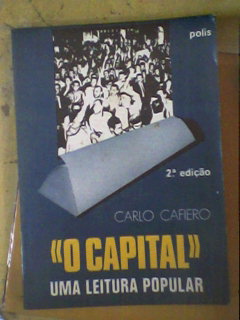 polis
2ª edição
CARLO CAFIERO
«O CAPITAL»
UMA LEITURA POPULAR